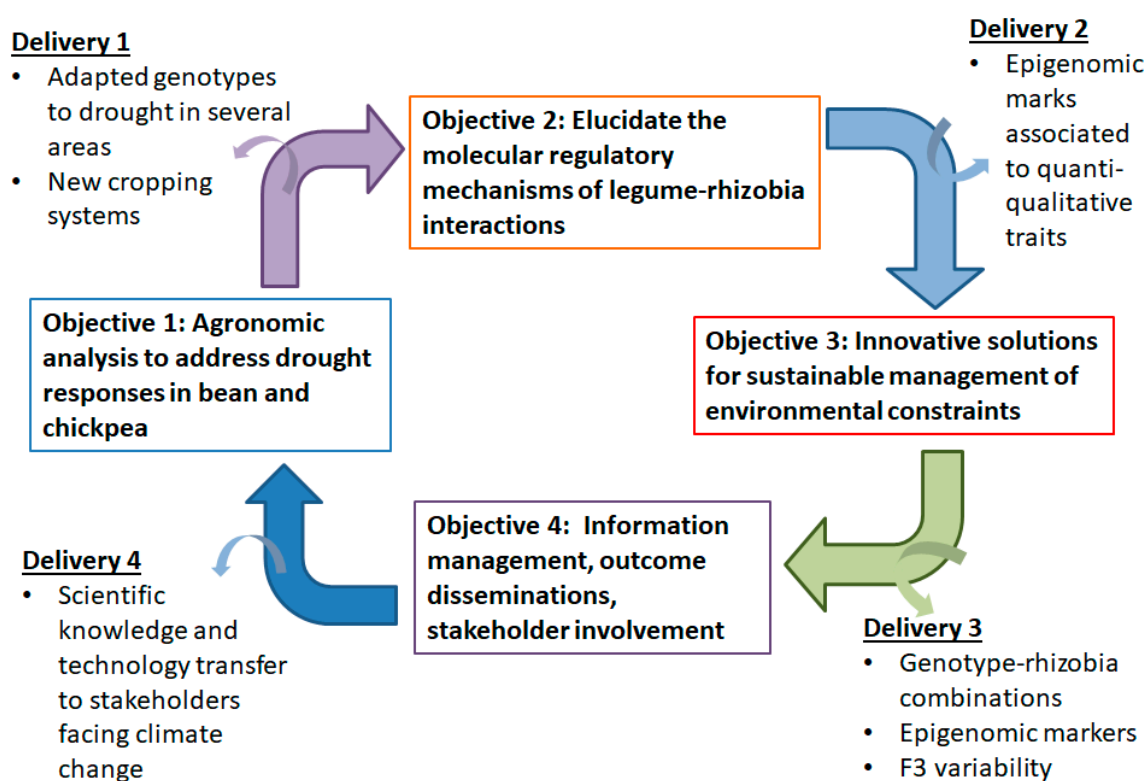 Delivery 1
• Adapted genotypes
to drought in several
areas
• New cropping
systems
Objective 2: Elucidate the
molecular regulatory
mechanisms of legume-rhizobia
interactions
Delivery 2
• Epigenomic
marks
associated
to quanti-
qualitative
traits
Objective 1: Agronomic
analysis to address drought
responses in bean and
chickpea
Objective 3: Innovative solutions
for sustainable management of
environmental constraints
Objective 4: Information
management, outcome
disseminations,
stakeholder involvement
Delivery 4
• Scientific
knowledge and
technology transfer
to stakeholders
facing climate
change
Delivery 3
• Genotype-rhizobia
combinations
• Epigenomic markers
• F3 variability